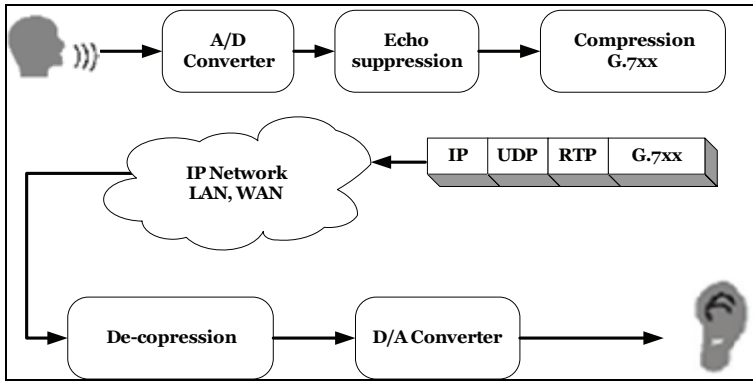 A/D
Converter
Echo
suppression
Compression
G.7xx
IP Network
LAN, WAN
IP UDP RTP G.7xx
De-copression
D/A Converter